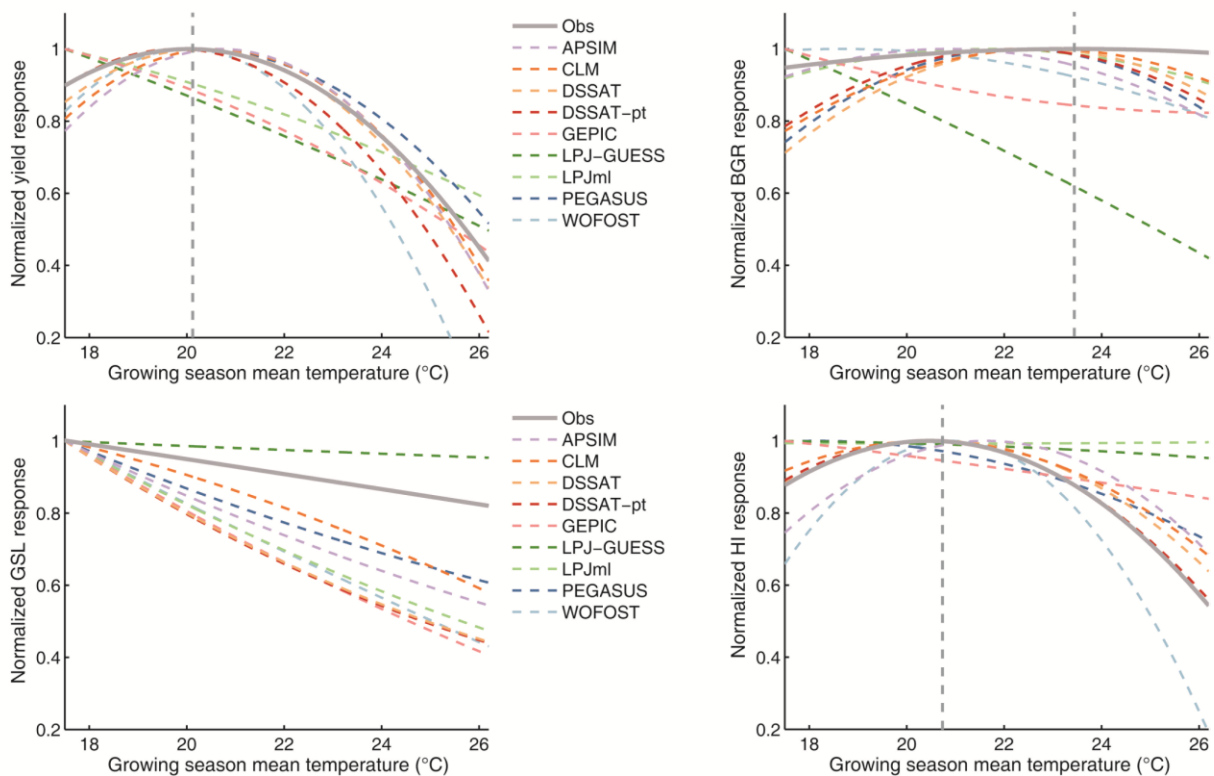 Normalized yield response
1
0.8
0.6
0.4
0.2
18 20 22 24 26
Growing season mean temperature (°C)
Obs
APSIM
CLM
DSSAT
DSSAT-pt
GEPIC
LPJ-GUESS
LPJml
PEGASUS
WOFOST
Normalized BGR response
1
0.8
0.6
0.4
0.2
18 20 22 24 26
Growing season mean temperature (°C)
Normalized GSL response
1
0.8
0.6
0.4
0.2
18 20 22 24 26
Growing season mean temperature (°C)
Obs
APSIM
CLM
DSSAT
DSSAT-pt
GEPIC
LPJ-GUESS
LPJml
PEGASUS
WOFOST
Normalized HI response
1
0.8
0.6
0.4
0.2
18 20 22 24 26
Growing season mean temperature (°C)